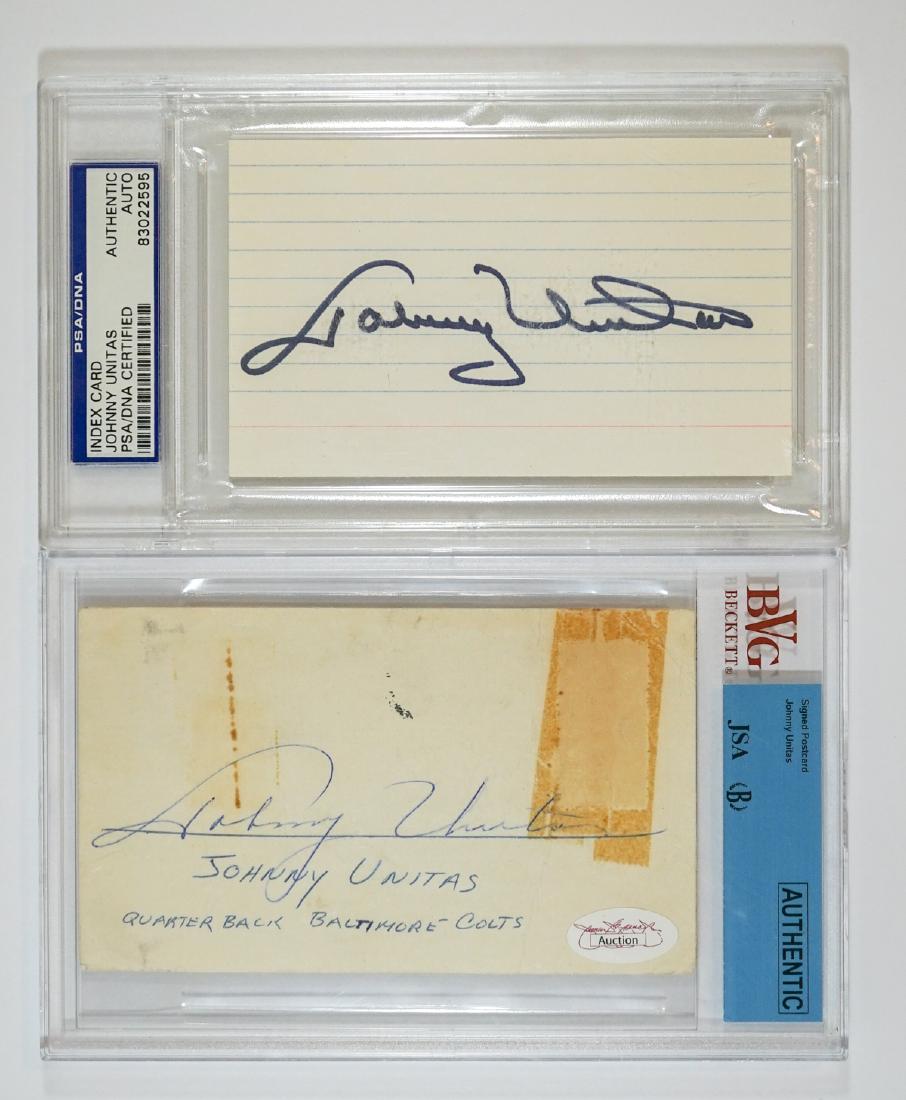 PSA/DNA
INDEX CARD
JOHNNY UNITAS
PSA/DNA CERTIFIED
AUTHENTIC
AUTO
83022595
Johnny Unitas
BVG
BECKETT®
Signed Postcard
Johnny Unitas
JSA (B)
AUTHENTIC
Johnny Unitas
JOHNNY UNITAS
QUARTER BACK BALTIMORE COLTS
Auction